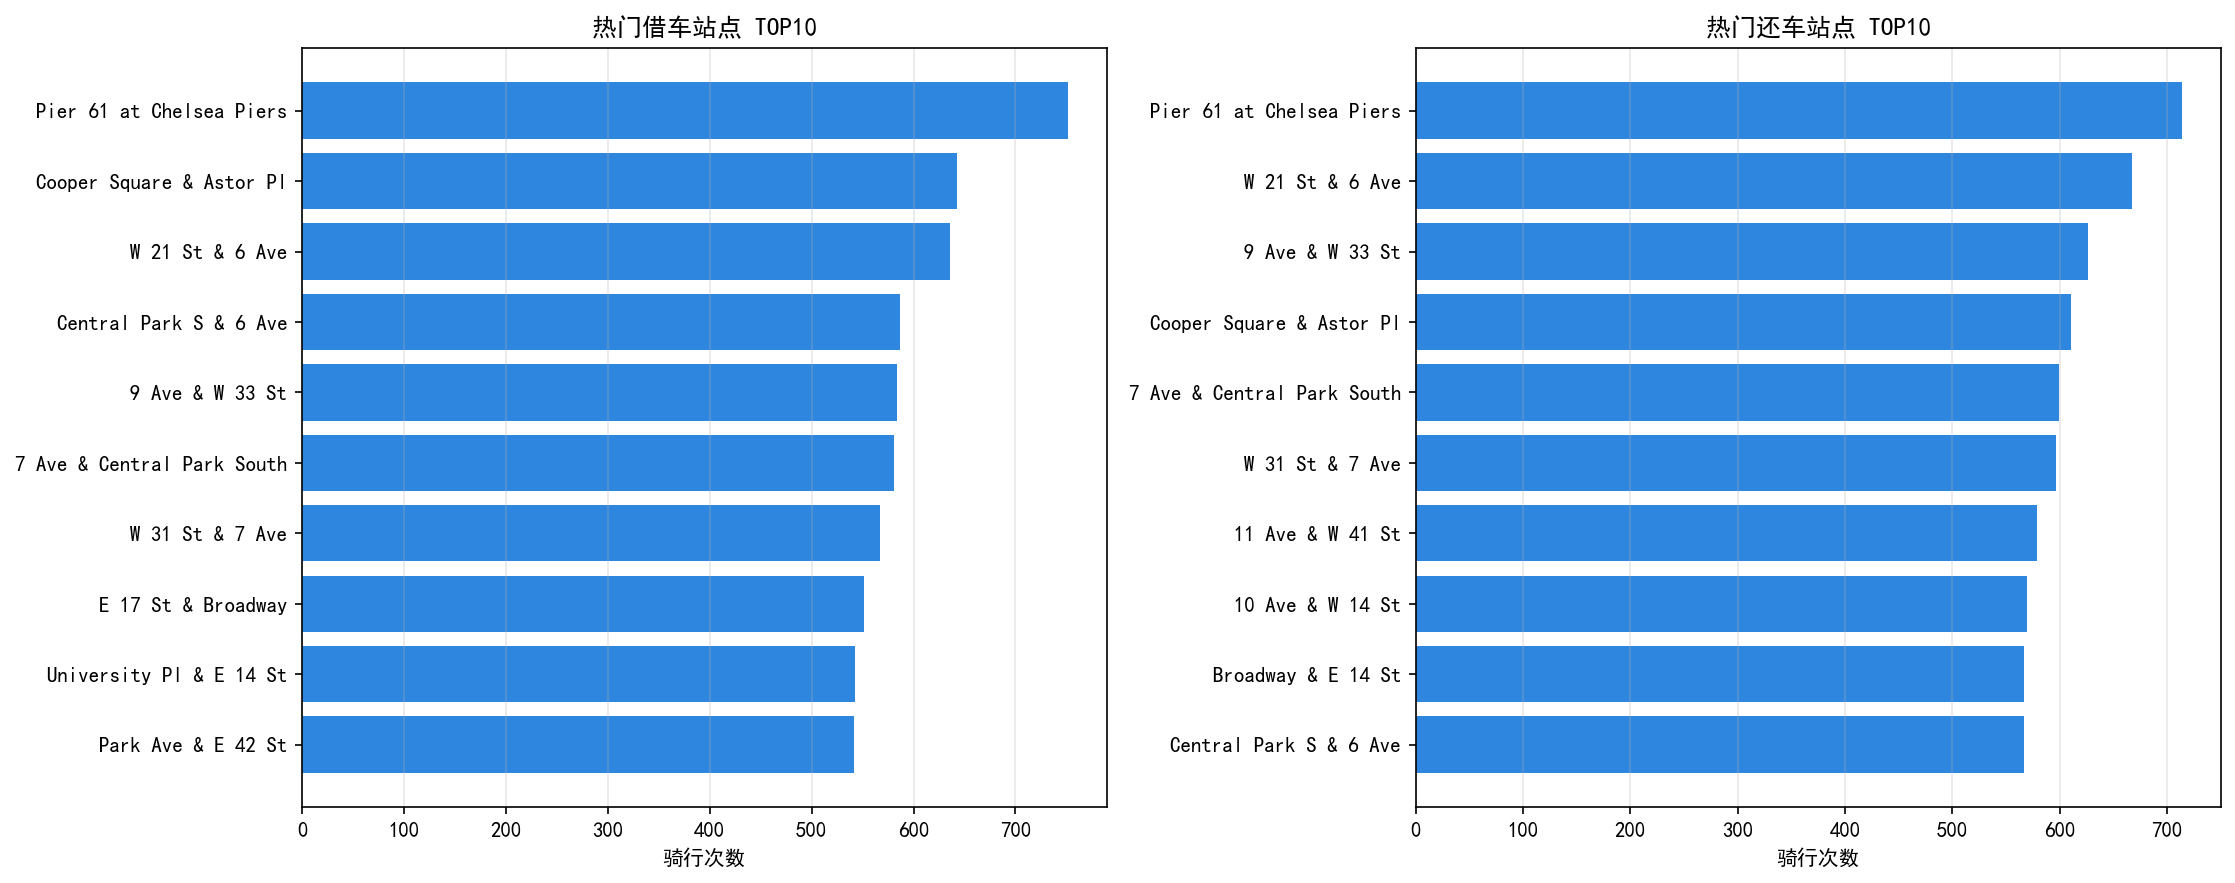 热门借车站点 TOP10
Pier 61 at Chelsea Piers
Cooper Square & Astor Pl
W 21 St & 6 Ave
Central Park S & 6 Ave
9 Ave & W 33 St
7 Ave & Central Park South
W 31 St & 7 Ave
E 17 St & Broadway
University Pl & E 14 St
Park Ave & E 42 St
0 100 200 300 400 500 600 700
骑行次数
热门还车站点 TOP10
Pier 61 at Chelsea Piers
W 21 St & 6 Ave
9 Ave & W 33 St
Cooper Square & Astor Pl
7 Ave & Central Park South
W 31 St & 7 Ave
11 Ave & W 41 St
10 Ave & W 14 St
Broadway & E 14 St
Central Park S & 6 Ave
0 100 200 300 400 500 600 700
骑行次数